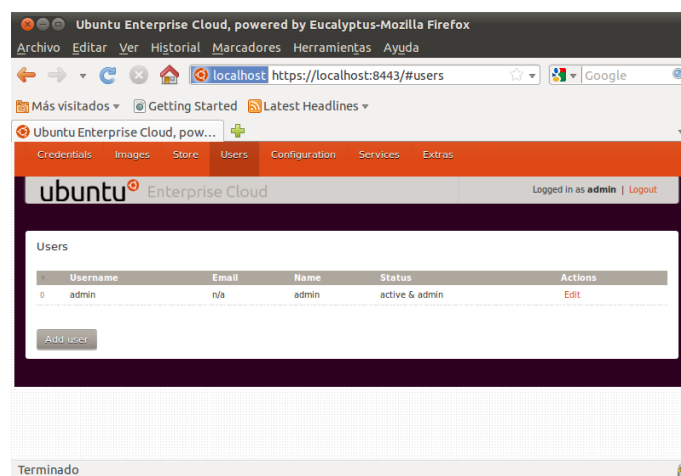 Ubuntu Enterprise Cloud, powered by Eucalyptus-Mozilla Firefox
Archivo Editar Ver Historial Marcadores Herramientas Ayuda
localhost https://localhost:8443/#users Google
Más visitados Getting Started Latest Headlines
Ubuntu Enterprise Cloud, pow...
Credentials Images Store Users Configuration Services Extras
ubuntu Enterprise Cloud Logged in as admin | Logout
Users
↑ Username Email Name Status Actions
0 admin n/a admin active & admin Edit
Add user
Terminado